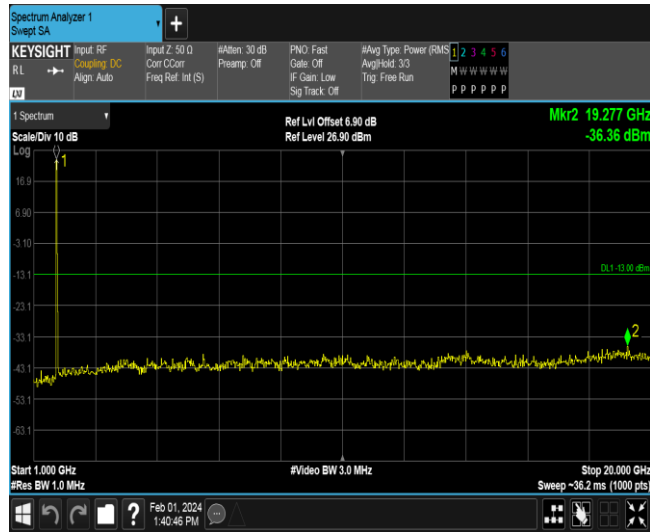 Spectrum Analyzer 1
Swept SA
+
KEYSIGHT
RL
LXI
Input: RF
Coupling: DC
Align: Auto
Input Z: 50 Ω
Corr CCorr
Freq Ref: Int (S)
#Atten: 30 dB
Preamp: Off
PNO: Fast
Gate: Off
IF Gain: Low
Sig Track: Off
#Avg Type: Power (RMS
Avg|Hold: 3/3
Trig: Free Run
1 2 3 4 5 6
M W W W W W
P P P P P P
1 Spectrum
Scale/Div 10 dB
Ref Lvl Offset 6.90 dB
Ref Level 26.90 dBm
Mkr2 19.277 GHz
-36.36 dBm
Log
1
16.9
6.90
-3.10
-13.1
DL1 -13.00 dBm
-23.1
-33.1
2
-43.1
-53.1
-63.1
Start 1.000 GHz
#Video BW 3.0 MHz
Stop 20.000 GHz
#Res BW 1.0 MHz
Sweep ~36.2 ms (1000 pts)
?
Feb 01, 2024
1:40:46 PM